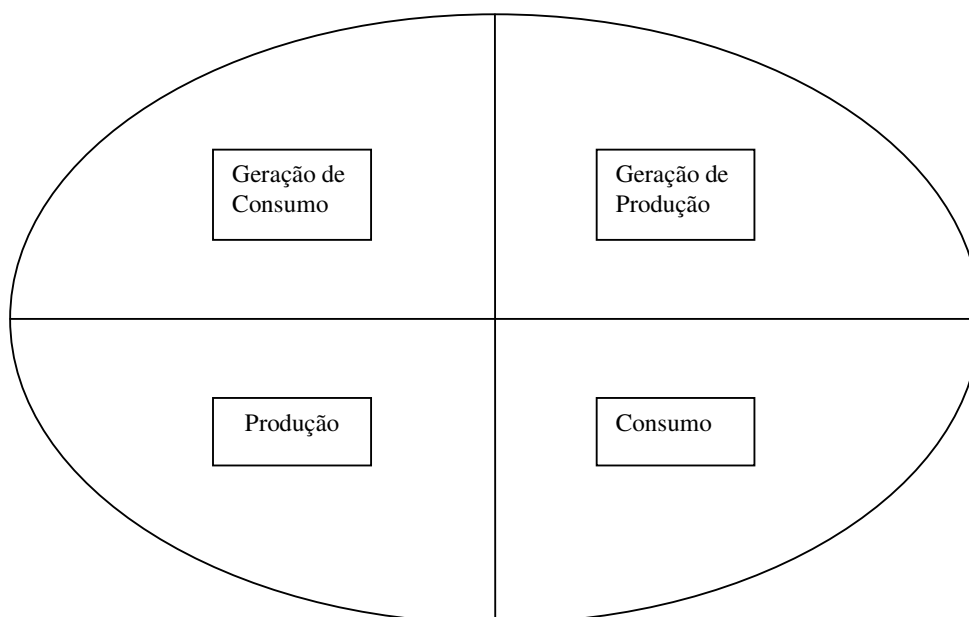 Geração de
Consumo
Geração de
Produção
Produção
Consumo